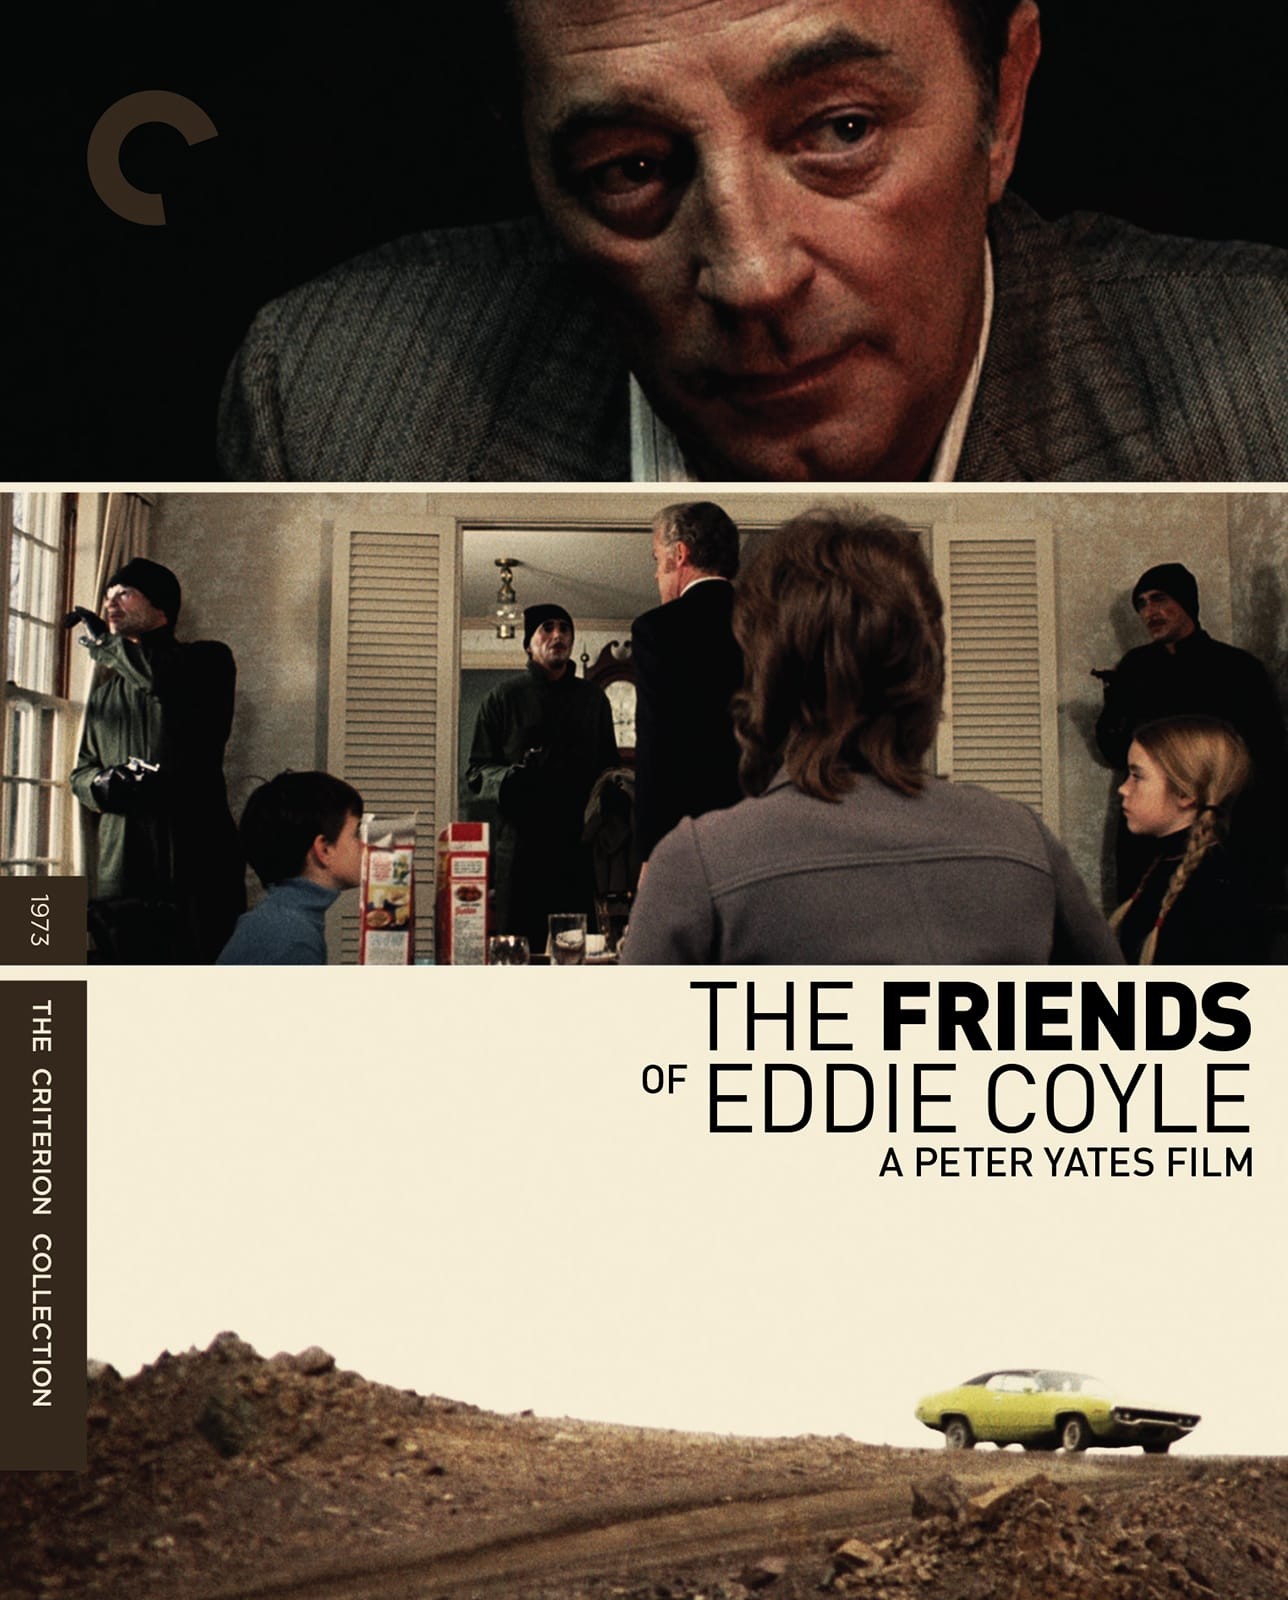 1973
THE CRITERION COLLECTION
THE FRIENDS
OF EDDIE COYLE
A PETER YATES FILM